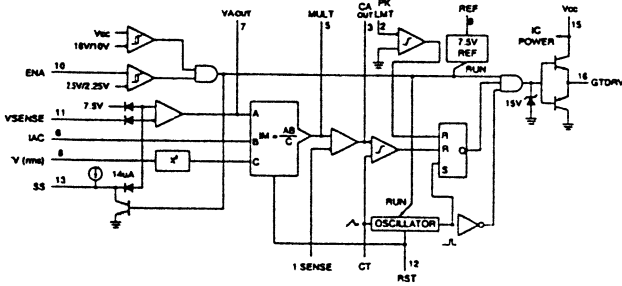 VAOUT
7
MULT
5
CA
OUT
3
PK
LMT
2
REF
9
Vcc
15
Vcc
16V/10V
7.5V
REF
IC
POWER
ENA
10
2.5V/2.25V
RUN
16
GTDRV
15V
7.5V
VSENSE
11
A
IAC
6
B
IM =
AB
C
R
R
Q
S
V (rms)
8
X²
C
SS
13
14uA
RUN
OSCILLATOR
1 SENSE
CT
12
RST